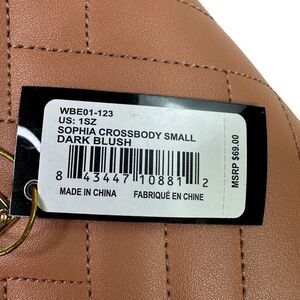 WBE01-123
US: 1SZ
SOPHIA CROSSBODY SMALL
DARK BLUSH
8 43447 10881 2
MADE IN CHINA FABRIQUÉ EN CHINE
MSRP $69.00